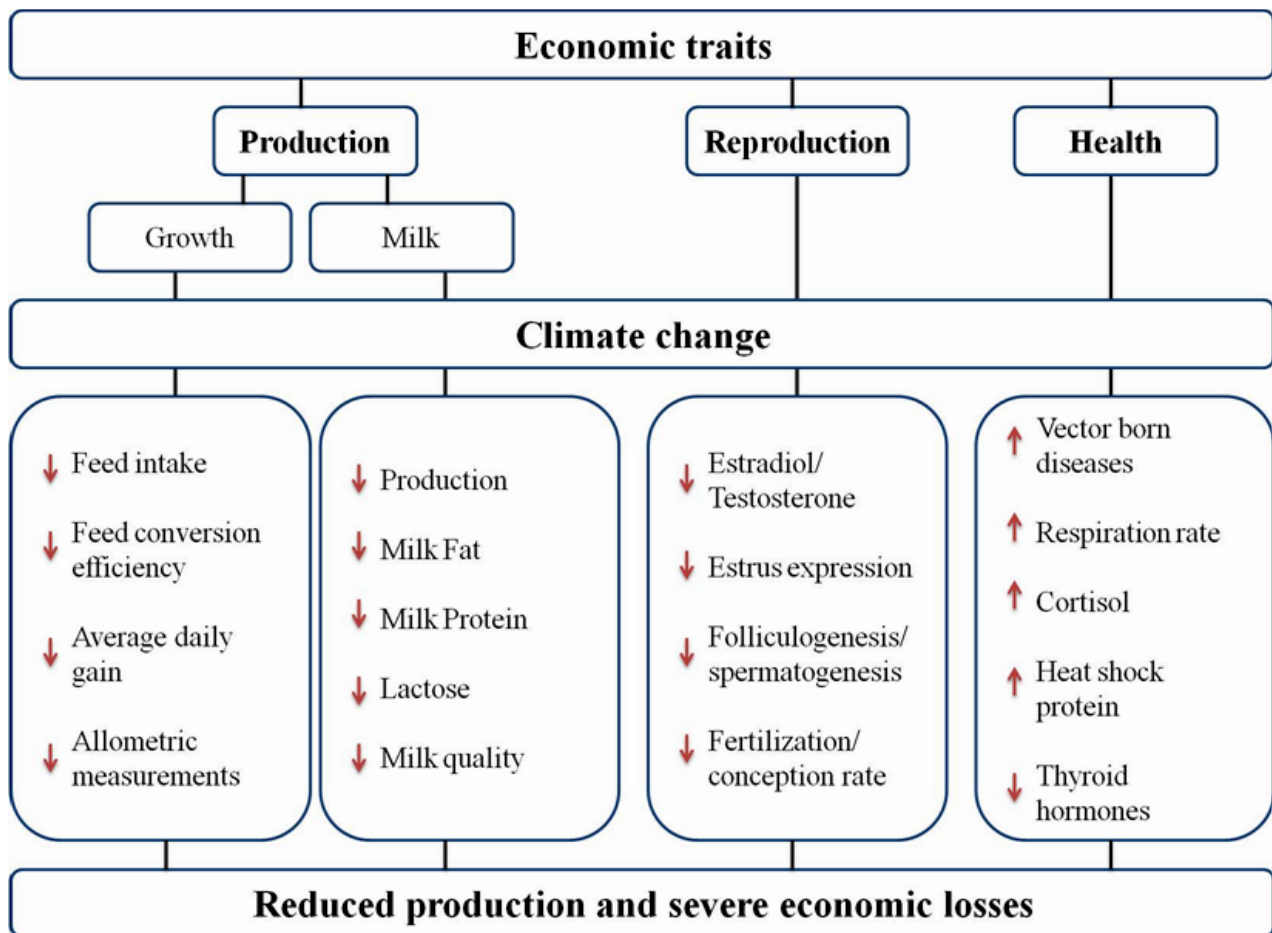 Economic traits
Production
Reproduction
Health
Growth
Milk
Climate change
Feed intake
Feed conversion
efficiency
Average daily
gain
Allometric
measurements
Production
Milk Fat
Milk Protein
Lactose
Milk quality
Estradiol/
Testosterone
Estrus expression
Folliculogenesis/
spermatogenesis
Fertilization/
conception rate
Vector born
diseases
Respiration rate
Cortisol
Heat shock
protein
Thyroid
hormones
Reduced production and severe economic losses